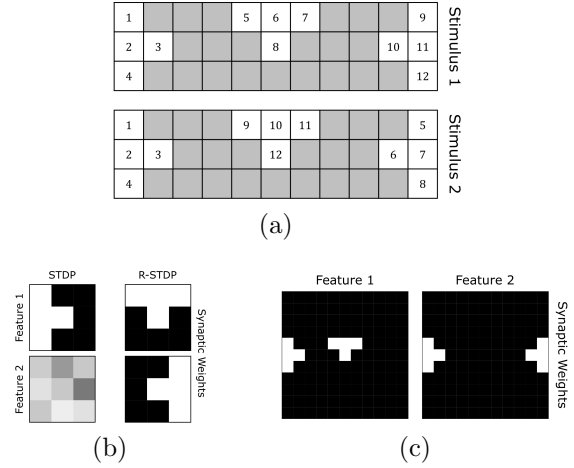 1 5 6 7 9
2 3 8 10 11
4 12
Stimulus 1
1 9 10 11 5
2 3 12 6 7
4 8
Stimulus 2
(a)
STDP R-STDP
Feature 1
Feature 2
Synaptic Weights
(b)
Feature 1 Feature 2
Synaptic Weights
(c)